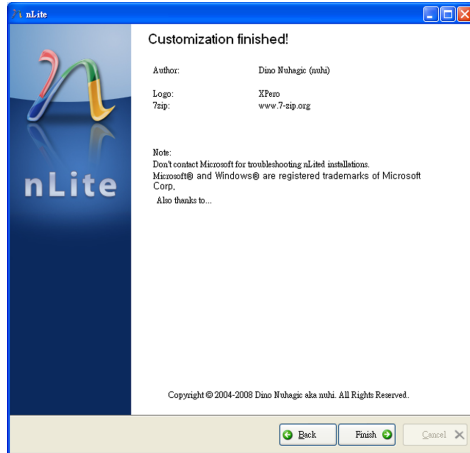 nLite
Customization finished!
Author: Dino Nuhagic (nuhi)
Logo: XPero
7zip: www.7-zip.org
Note:
Don't contact Microsoft for troubleshooting nLited installations.
Microsoft® and Windows® are registered trademarks of Microsoft
Corp.
Also thanks to...
nLite
Copyright © 2004-2008 Dino Nuhagic aka nuhi. All Rights Reserved.
Back Finish Cancel